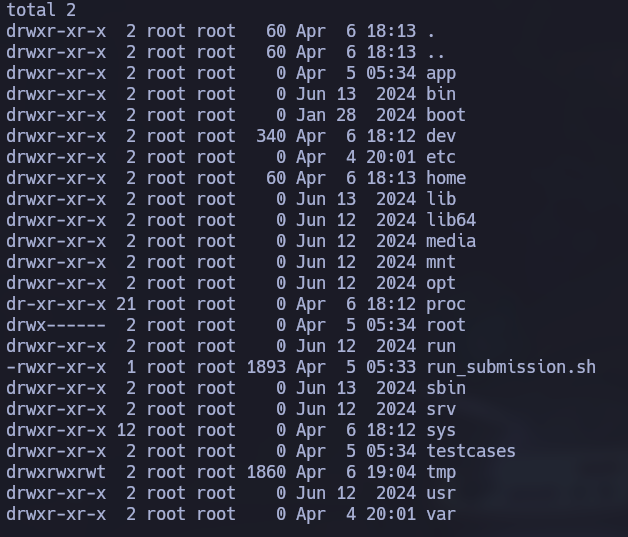 total 2
drwxr-xr-x  2 root root   60 Apr  6 18:13 .
drwxr-xr-x  2 root root   60 Apr  6 18:13 ..
drwxr-xr-x  2 root root    0 Apr  5 05:34 app
drwxr-xr-x  2 root root    0 Jun 13  2024 bin
drwxr-xr-x  2 root root    0 Jan 28  2024 boot
drwxr-xr-x  2 root root  340 Apr  6 18:12 dev
drwxr-xr-x  2 root root    0 Apr  4 20:01 etc
drwxr-xr-x  2 root root   60 Apr  6 18:13 home
drwxr-xr-x  2 root root    0 Jun 13  2024 lib
drwxr-xr-x  2 root root    0 Jun 12  2024 lib64
drwxr-xr-x  2 root root    0 Jun 12  2024 media
drwxr-xr-x  2 root root    0 Jun 12  2024 mnt
drwxr-xr-x  2 root root    0 Jun 12  2024 opt
dr-xr-xr-x 21 root root    0 Apr  6 18:12 proc
drwx------  2 root root    0 Apr  5 05:34 root
drwxr-xr-x  2 root root    0 Jun 12  2024 run
-rwxr-xr-x  1 root root 1893 Apr  5 05:33 run_submission.sh
drwxr-xr-x  2 root root    0 Jun 13  2024 sbin
drwxr-xr-x  2 root root    0 Jun 12  2024 srv
drwxr-xr-x 12 root root    0 Apr  6 18:12 sys
drwxr-xr-x  2 root root    0 Apr  5 05:34 testcases
drwxrwxrwt  2 root root 1860 Apr  6 19:04 tmp
drwxr-xr-x  2 root root    0 Jun 12  2024 usr
drwxr-xr-x  2 root root    0 Apr  4 20:01 var